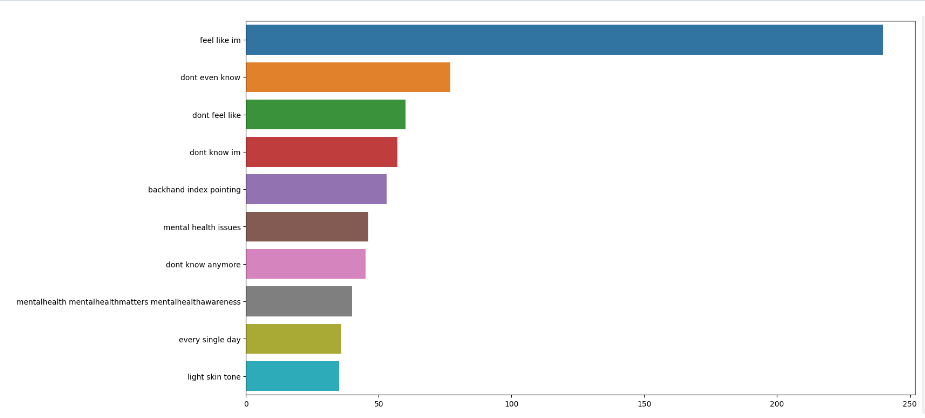 feel like im
dont even know
dont feel like
dont know im
backhand index pointing
mental health issues
dont know anymore
mentalhealth mentalhealthmatters mentalhealthawareness
every single day
light skin tone
0 50 100 150 200 250